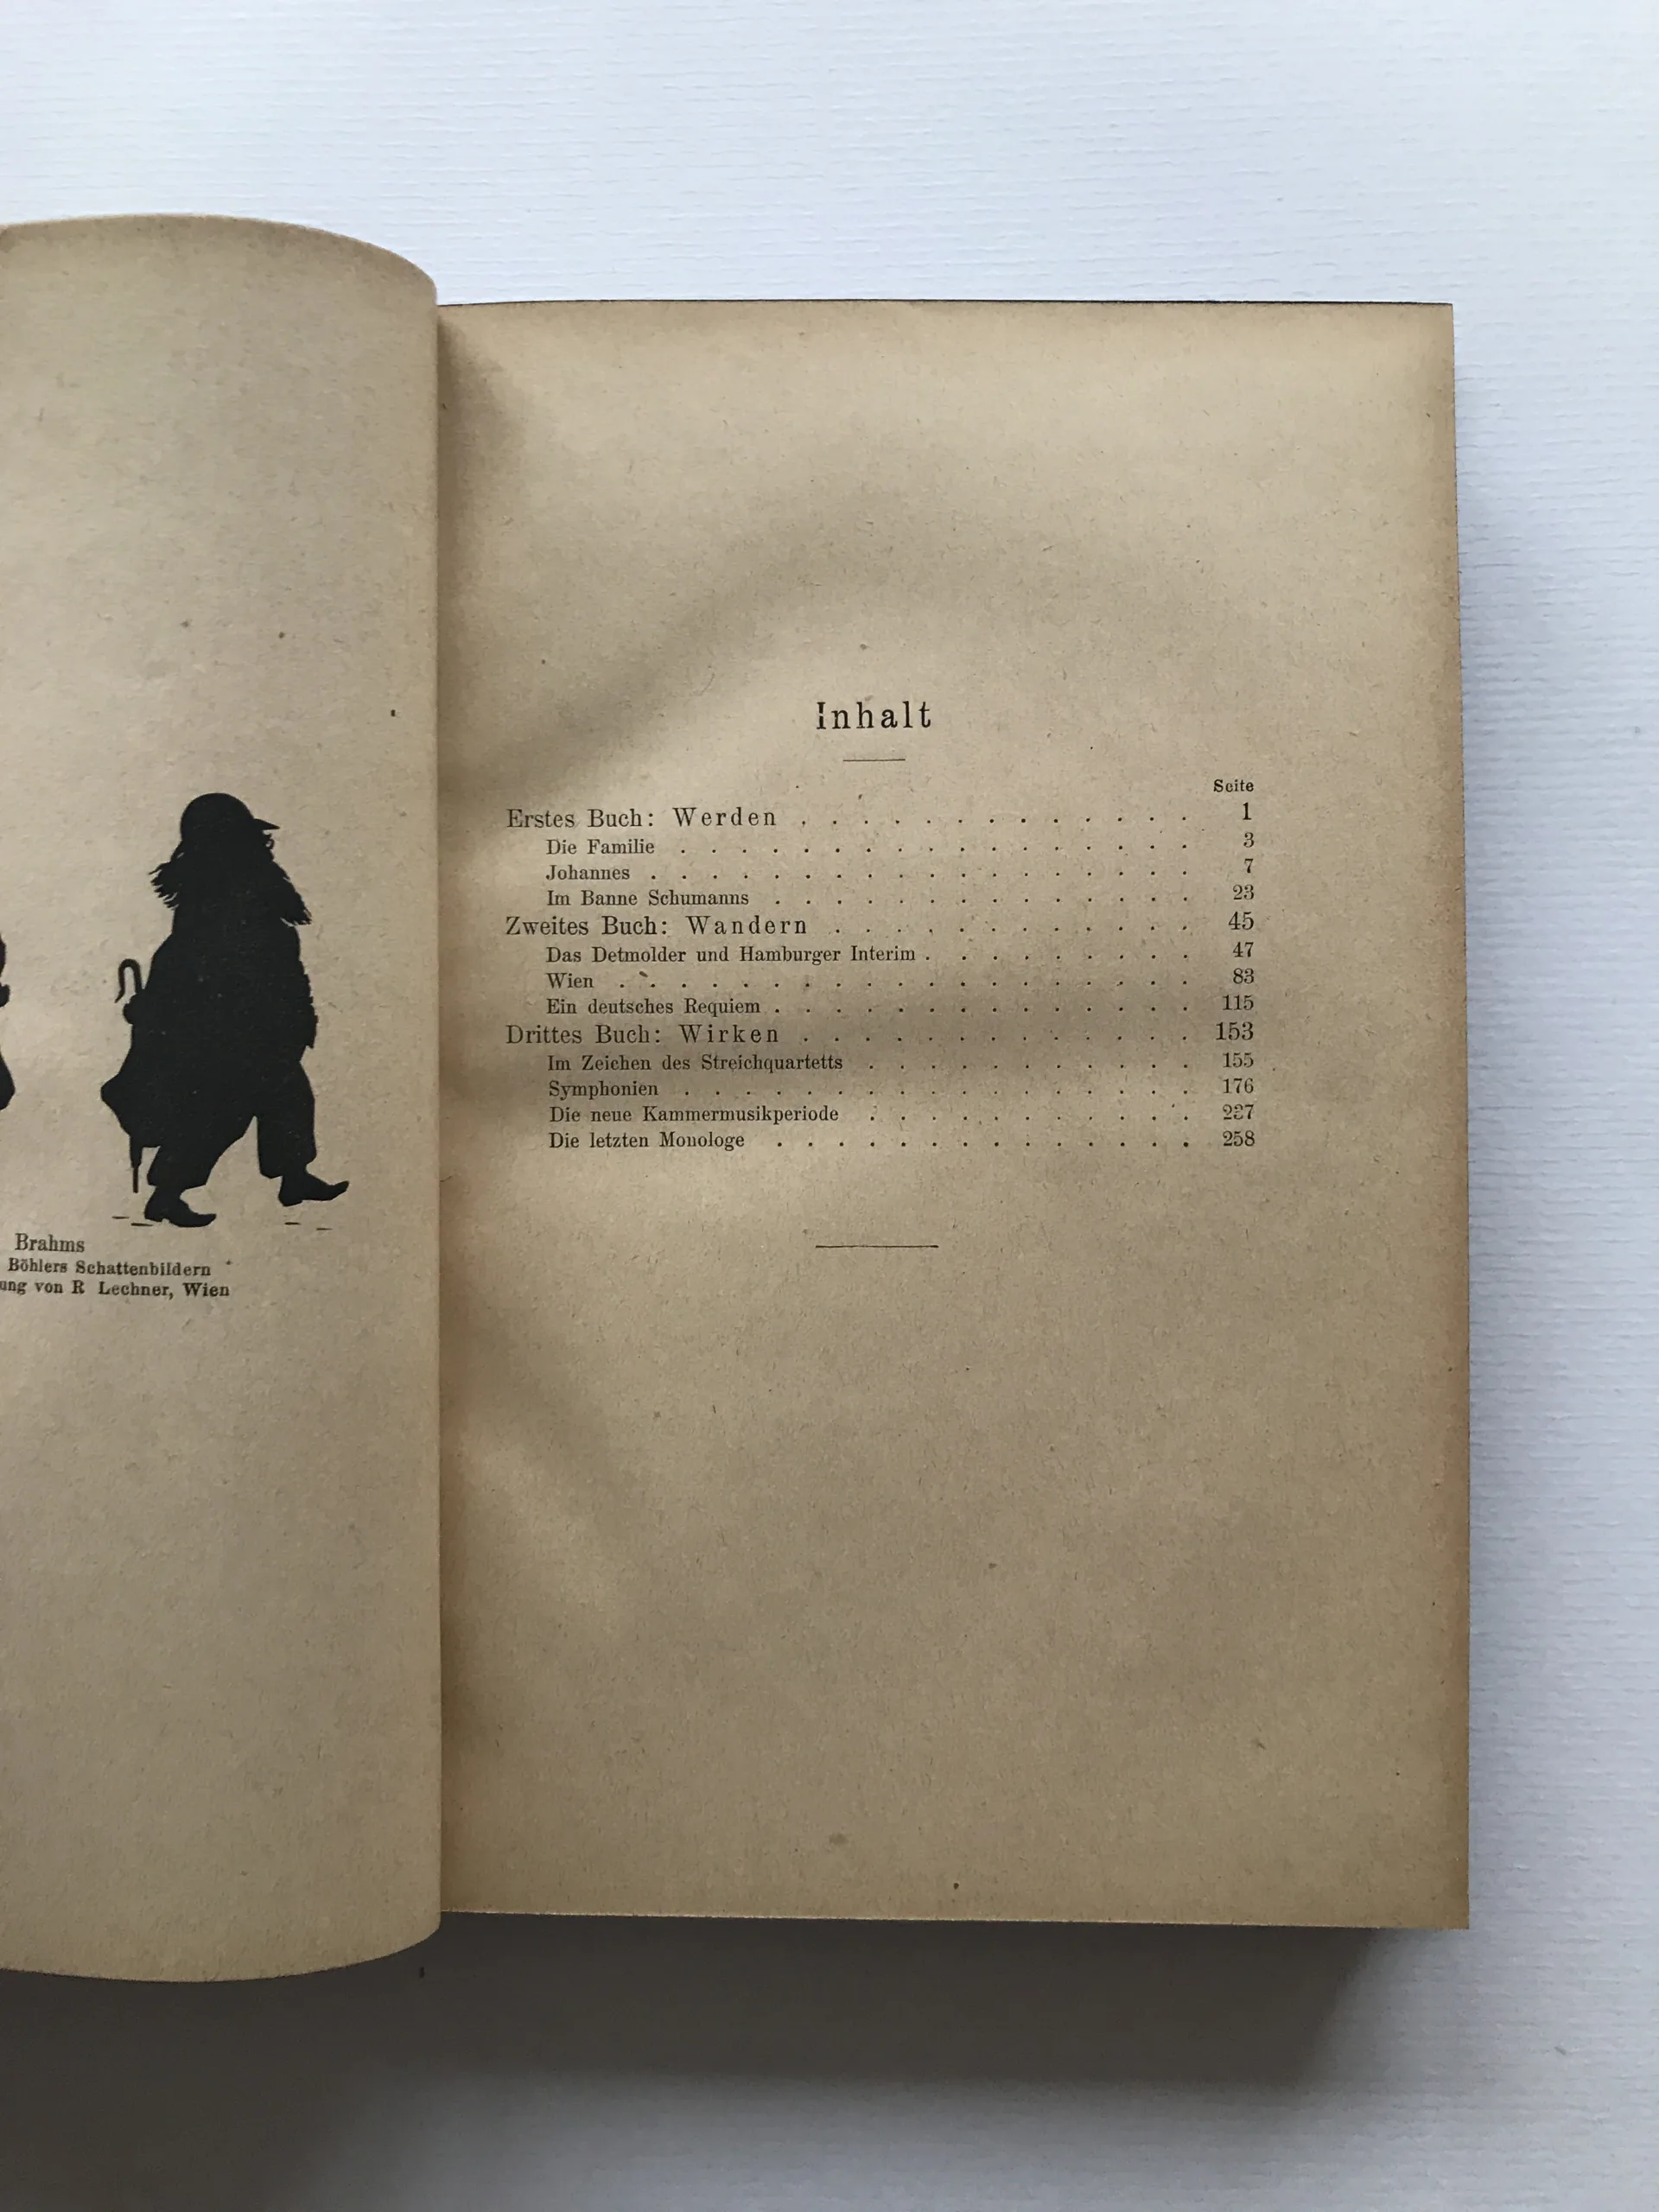 Brahms
Böhlers Schattenbildern
ung von R Lechner, Wien
Inhalt
Seite
Erstes Buch: Werden . . . . . . . . . . . . . 1
Die Familie . . . . . . . . . . . . . . . . . 3
Johannes . . . . . . . . . . . . . . . . . . 7
Im Banne Schumanns . . . . . . . . . . . . . . 23
Zweites Buch: Wandern . . . . . . . . . . . . 45
Das Detmolder und Hamburger Interim . . . . . . . . . 47
Wien . . . . . . . . . . . . . . . . . . . 83
Ein deutsches Requiem . . . . . . . . . . . . . . 115
Drittes Buch: Wirken . . . . . . . . . . . . . 153
Im Zeichen des Streichquartetts . . . . . . . . . . . 155
Symphonien . . . . . . . . . . . . . . . . . 176
Die neue Kammermusikperiode . . . . . . . . . . .
Die letzten Monologe . . . . . . . . . . . . . . 258